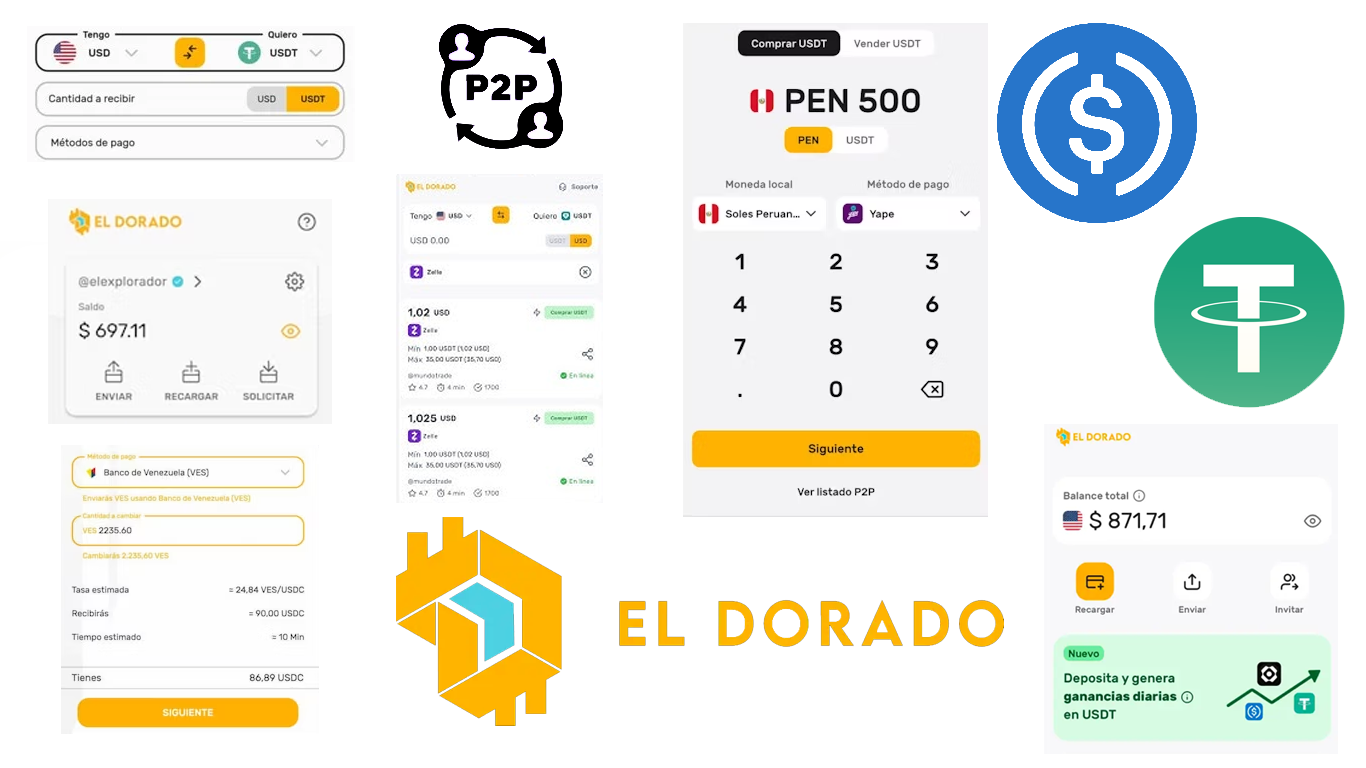 Tengo
USD
Quiero
USDT
Cantidad a recibir
USD
USDT
Métodos de pago
EL DORADO
@elexplorador
Saldo
$ 697.11
ENVIAR
RECARGAR
SOLICITAR
Método de pago
Banco de Venezuela (VES)
Enviarás VES usando Banco de Venezuela (VES)
Cantidad a cambiar
VES 2235.60
Cambiarás 2,235.60 VES
Tasa estimada = 24,84 VES/USDC
Recibirás = 90,00 USDC
Tiempo estimado = 10 Min
Tienes 86,89 USDC
SIGUIENTE
P2P
EL DORADO
Soporte
Tengo USD
Quiero USDT
USD 0.00
USDT USD
Zelle
1,02 USD
Comprar USDT
Zelle
Mín 1,00 USDT (1,02 USD)
Máx 35,00 USDT (35,70 USD)
@mundotrade
En línea
4.7 4 min 1700
1,025 USD
Comprar USDT
Zelle
Mín 1,00 USDT (1,02 USD)
Máx 35,00 USDT (35,70 USD)
@mundotrade
En línea
4.7 4 min 1700
EL DORADO
Comprar USDT
Vender USDT
PEN 500
PEN
USDT
Moneda local
Método de pago
Soles Peruan...
Yape
1 2 3
4 5 6
7 8 9
. 0
Siguiente
Ver listado P2P
$
T
EL DORADO
Balance total
$ 871,71
Recargar
Enviar
Invitar
Nuevo
Deposita y genera
ganancias diarias
en USDT